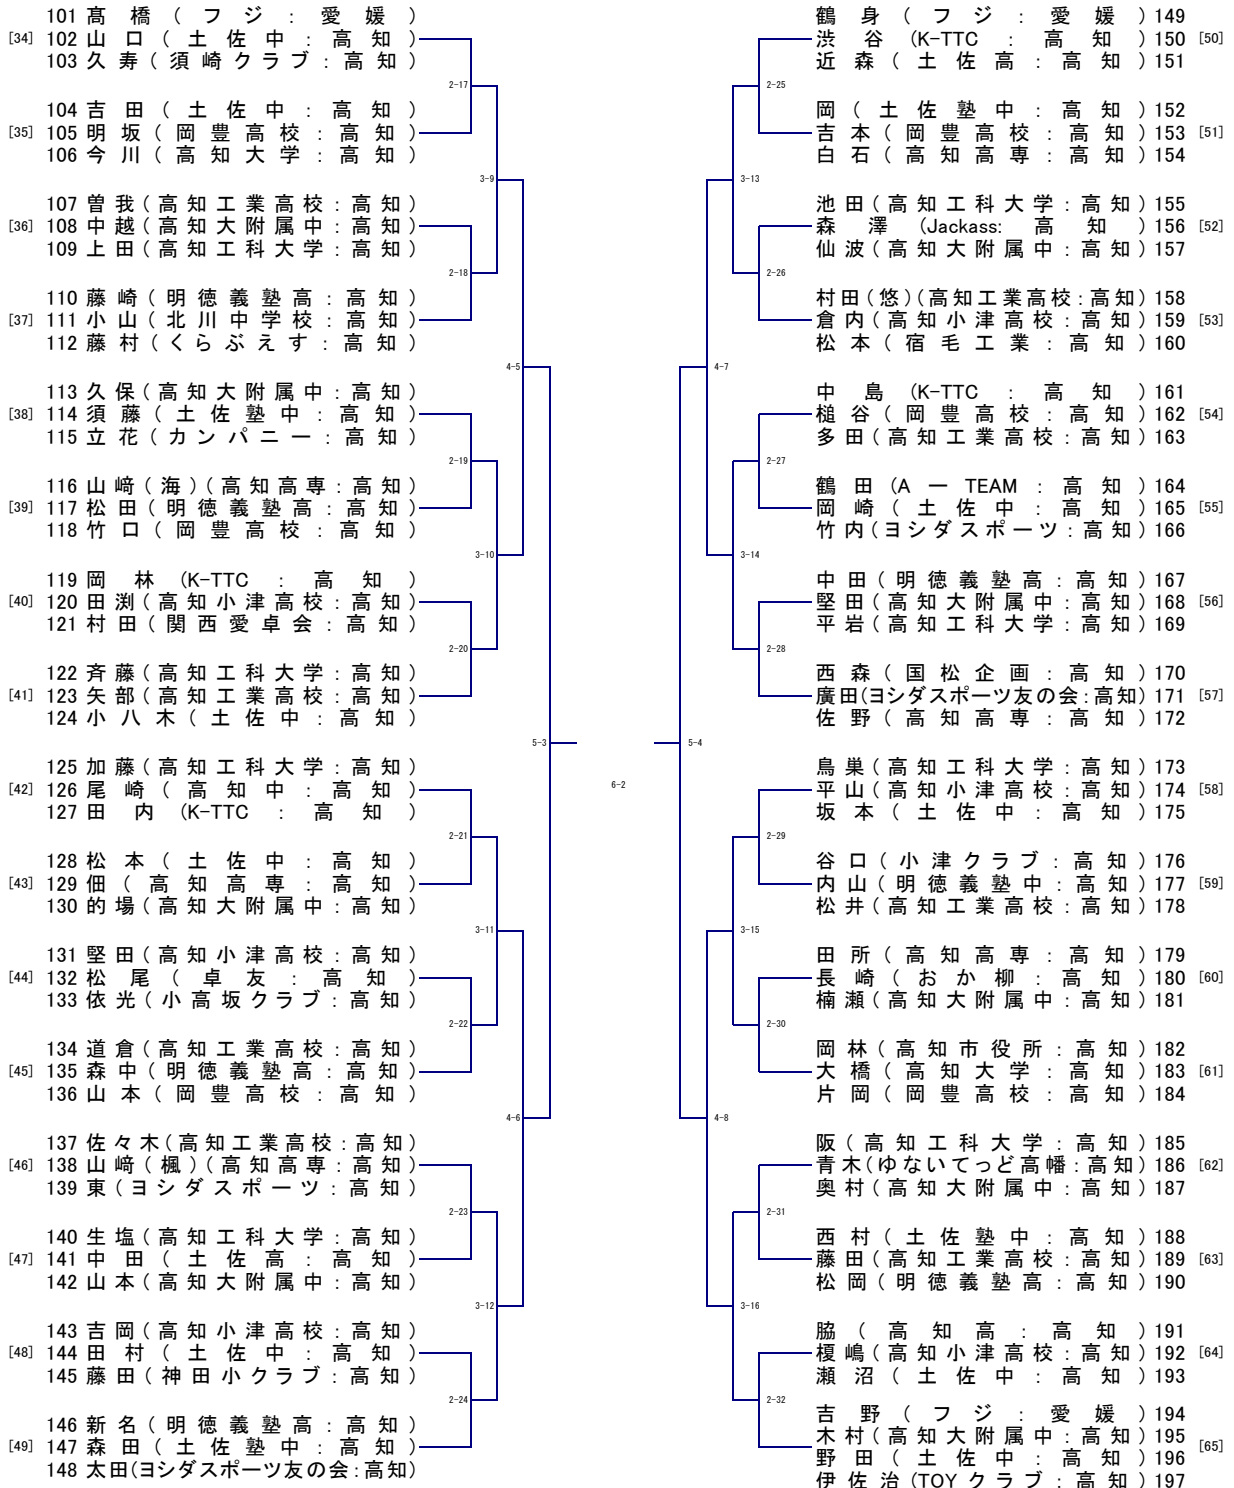 101 髙橋(フジ:愛媛)
[34] 102 山口(土佐中:高知)
103 久寿(須崎クラブ:高知)
2-17
104 吉田(土佐中:高知)
[35] 105 明坂(岡豊高校:高知)
106 今川(高知大学:高知)
3-9
107 曽我(高知工業高校:高知)
[36] 108 中越(高知大附属中:高知)
109 上田(高知工科大学:高知)
2-18
110 藤崎(明徳義塾高:高知)
[37] 111 小山(北川中学校:高知)
112 藤村(くらぶえす:高知)
4-5
113 久保(高知大附属中:高知)
[38] 114 須藤(土佐塾中:高知)
115 立花(カンパニー:高知)
2-19
116 山﨑(海)(高知高専:高知)
[39] 117 松田(明徳義塾高:高知)
118 竹口(岡豊高校:高知)
3-10
119 岡林(K-TTC:高知)
[40] 120 田渕(高知小津高校:高知)
121 村田(関西愛卓会:高知)
2-20
122 斉藤(高知工科大学:高知)
[41] 123 矢部(高知工業高校:高知)
124 小八木(土佐中:高知)
5-3
125 加藤(高知工科大学:高知)
[42] 126 尾崎(高知中:高知)
127 田内(K-TTC:高知)
2-21
128 松本(土佐中:高知)
[43] 129 佃(高知高専:高知)
130 的場(高知大附属中:高知)
3-11
131 堅田(高知小津高校:高知)
[44] 132 松尾(卓友:高知)
133 依光(小高坂クラブ:高知)
2-22
134 道倉(高知工業高校:高知)
[45] 135 森中(明徳義塾高:高知)
136 山本(岡豊高校:高知)
4-6
137 佐々木(高知工業高校:高知)
[46] 138 山﨑(楓)(高知高専:高知)
139 東(ヨシダスポーツ:高知)
2-23
140 生塩(高知工科大学:高知)
[47] 141 中田(土佐高:高知)
142 山本(高知大附属中:高知)
3-12
143 吉岡(高知小津高校:高知)
[48] 144 田村(土佐中:高知)
145 藤田(神田小クラブ:高知)
2-24
146 新名(明徳義塾高:高知)
[49] 147 森田(土佐塾中:高知)
148 太田(ヨシダスポーツ友の会:高知)
6-2
鶴身(フジ:愛媛)149
渋谷(K-TTC:高知)150 [50]
近森(土佐高:高知)151
2-25
岡(土佐塾中:高知)152
吉本(岡豊高校:高知)153 [51]
白石(高知高専:高知)154
3-13
池田(高知工科大学:高知)155
森澤(Jackass:高知)156 [52]
仙波(高知大附属中:高知)157
2-26
村田(悠)(高知工業高校:高知)158
倉内(高知小津高校:高知)159 [53]
松本(宿毛工業:高知)160
4-7
中島(K-TTC:高知)161
槌谷(岡豊高校:高知)162 [54]
多田(高知工業高校:高知)163
2-27
鶴田(A一TEAM:高知)164
岡崎(土佐中:高知)165 [55]
竹内(ヨシダスポーツ:高知)166
3-14
中田(明徳義塾高:高知)167
堅田(高知大附属中:高知)168 [56]
平岩(高知工科大学:高知)169
2-28
西森(国松企画:高知)170
廣田(ヨシダスポーツ友の会:高知)171 [57]
佐野(高知高専:高知)172
5-4
鳥巣(高知工科大学:高知)173
平山(高知小津高校:高知)174 [58]
坂本(土佐中:高知)175
2-29
谷口(小津クラブ:高知)176
内山(明徳義塾中:高知)177 [59]
松井(高知工業高校:高知)178
3-15
田所(高知高専:高知)179
長崎(おか柳:高知)180 [60]
楠瀬(高知大附属中:高知)181
2-30
岡林(高知市役所:高知)182
大橋(高知大学:高知)183 [61]
片岡(岡豊高校:高知)184
4-8
阪(高知工科大学:高知)185
青木(ゆないてっど高幡:高知)186 [62]
奥村(高知大附属中:高知)187
2-31
西村(土佐塾中:高知)188
藤田(高知工業高校:高知)189 [63]
松岡(明徳義塾高:高知)190
3-16
脇(高知高:高知)191
榎嶋(高知小津高校:高知)192 [64]
瀬沼(土佐中:高知)193
2-32
吉野(フジ:愛媛)194
木村(高知大附属中:高知)195
[65]
野田(土佐中:高知)196
伊佐治(TOYクラブ:高知)197